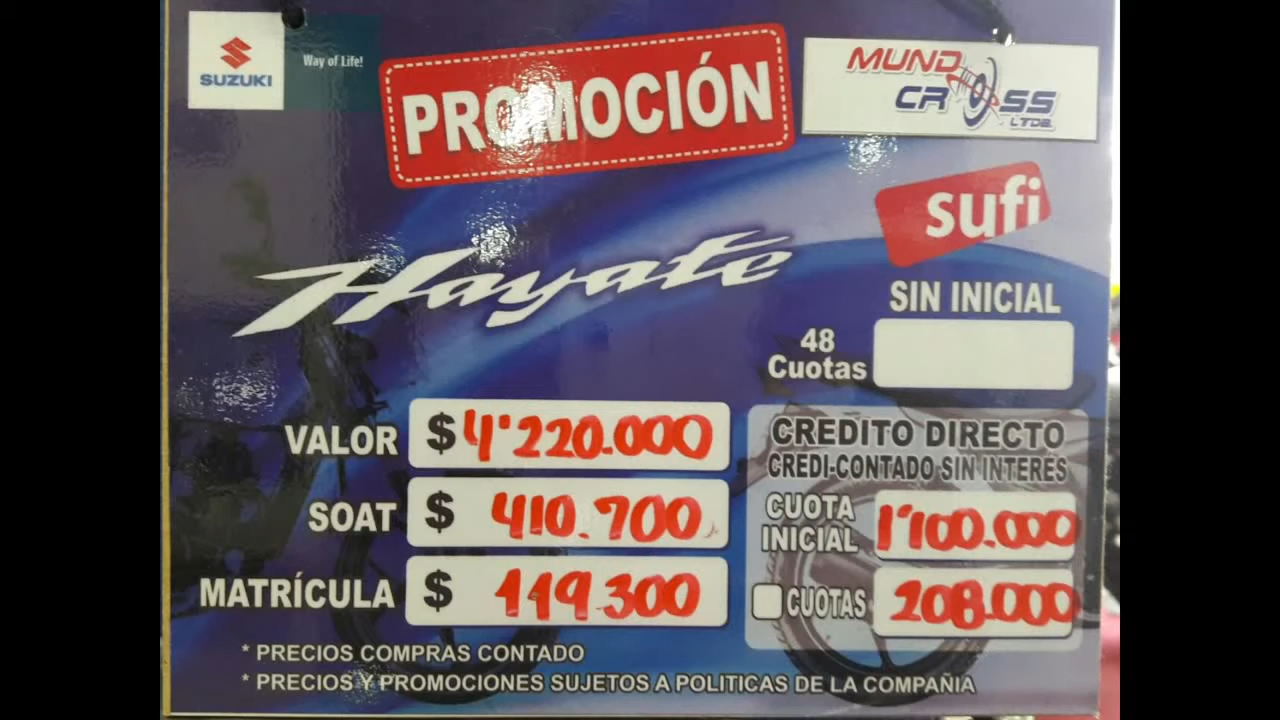 SUZUKI
Way of Life!
PROMOCIÓN
MUNDO
CROSS
LTDA.
sufi
Hayate
SIN INICIAL
48
Cuotas
VALOR $ 4'220.000
SOAT $ 410.700
MATRÍCULA $ 119.300
CREDITO DIRECTO
CREDI-CONTADO SIN INTERES
CUOTA
INICIAL 1'100.000
CUOTAS 208.000
* PRECIOS COMPRAS CONTADO
* PRECIOS Y PROMOCIONES SUJETOS A POLITICAS DE LA COMPAÑIA